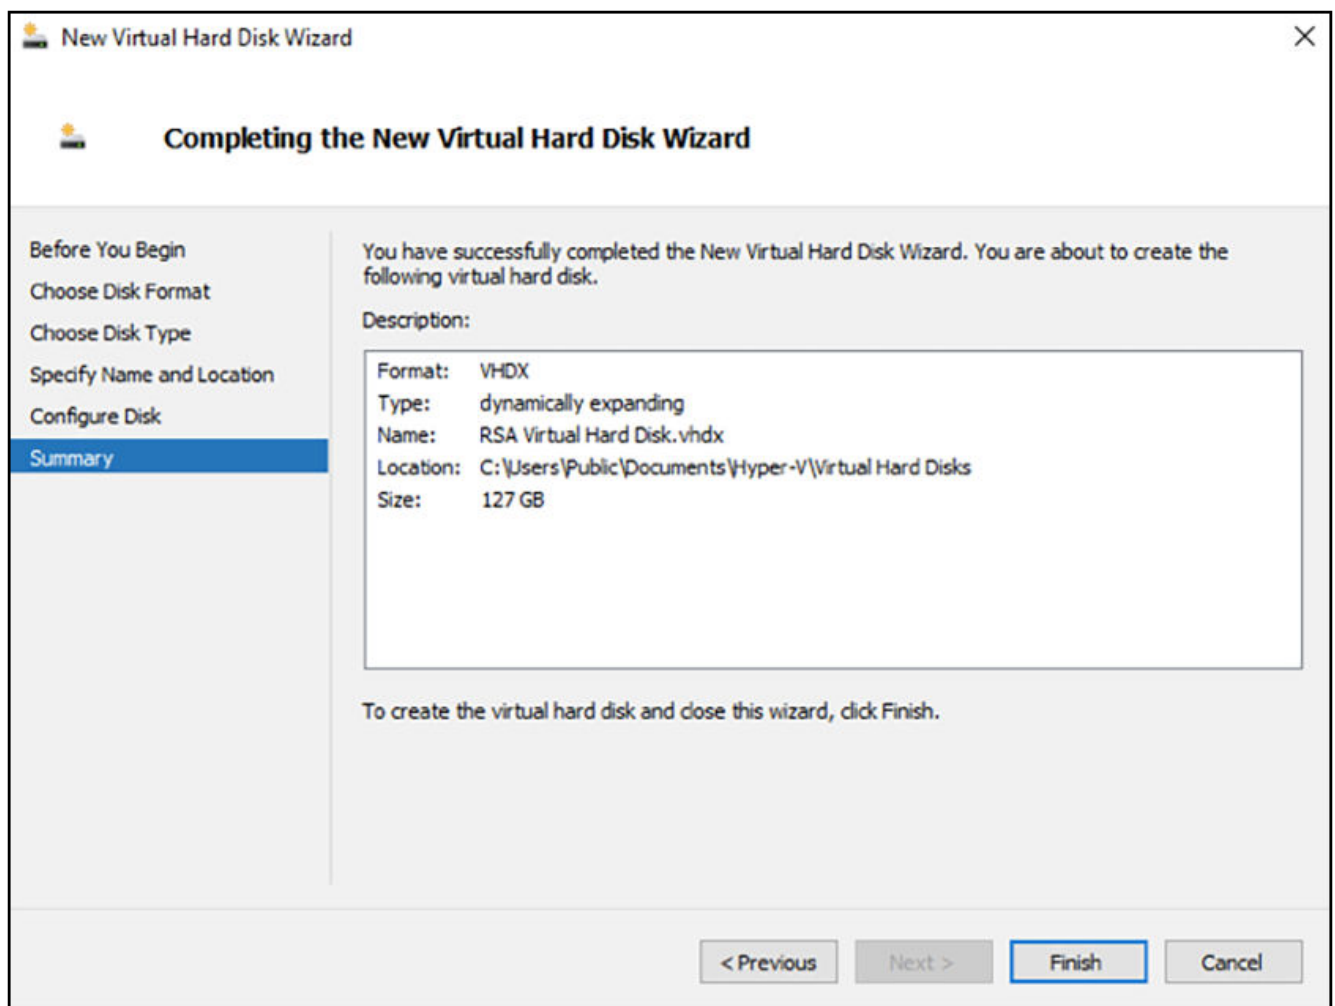 New Virtual Hard Disk Wizard
Completing the New Virtual Hard Disk Wizard
Before You Begin
Choose Disk Format
Choose Disk Type
Specify Name and Location
Configure Disk
Summary
You have successfully completed the New Virtual Hard Disk Wizard. You are about to create the
following virtual hard disk.
Description:
Format: VHDX
Type: dynamically expanding
Name: RSA Virtual Hard Disk.vhdx
Location: C:\Users\Public\Documents\Hyper-V\Virtual Hard Disks
Size: 127 GB
To create the virtual hard disk and close this wizard, click Finish.
< Previous Next > Finish Cancel